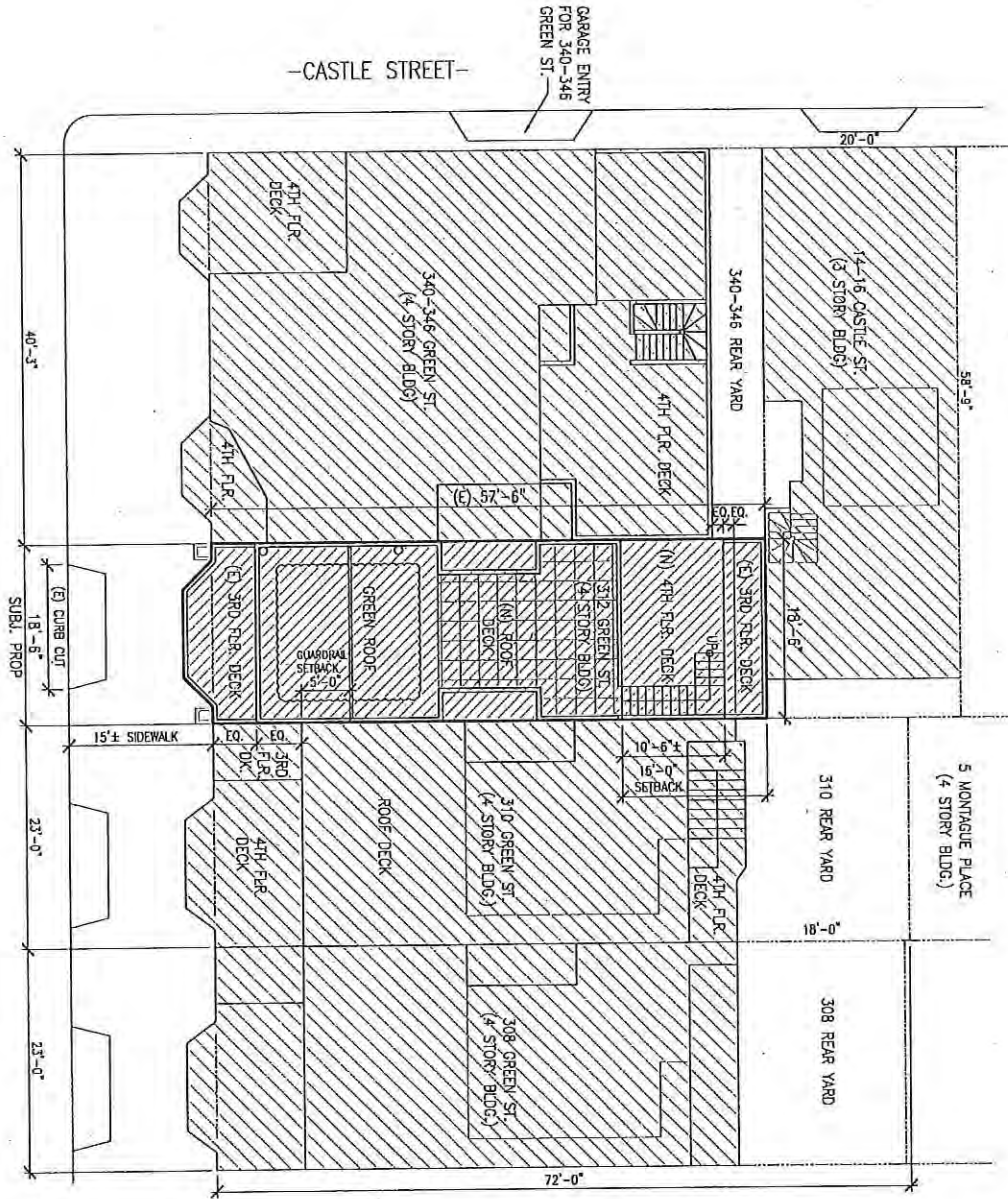 GARAGE ENTRY
FOR 340-346
GREEN ST.
-CASTLE STREET-
20'-0"
14-16 CASTLE ST.
(3 STORY BLDG)
58'-9"
340-346 REAR YARD
4TH FLR.
DECK
340-346 GREEN ST.
(4 STORY BLDG)
4TH FLR. DECK
4TH FLR.
40'-3"
(E) 57'-6"
EQ.
EQ.
(E) 3RD FLR. DECK
GREEN ROOF
GUARDRAIL
SETBACK
5'-0"
(N) ROOF
DECK
312 GREEN ST.
(4 STORY BLDG)
(N) 4TH FLR. DECK
UP
(E) 3RD FLR. DECK
18'-6"
(E) CURB CUT
18'-6"
SUBJ. PROP
15'± SIDEWALK
EQ.
EQ.
3RD
FLR.
DK.
10'-6"±
15'-0"
SETBACK
4TH FLR
DECK
ROOF DECK
310 GREEN ST.
(4 STORY BLDG.)
4TH FLR.
DECK
310 REAR YARD
5 MONTAGUE PLACE
(4 STORY BLDG.)
18'-0"
23'-0"
308 GREEN ST.
(4 STORY BLDG.)
308 REAR YARD
23'-0"
72'-0"